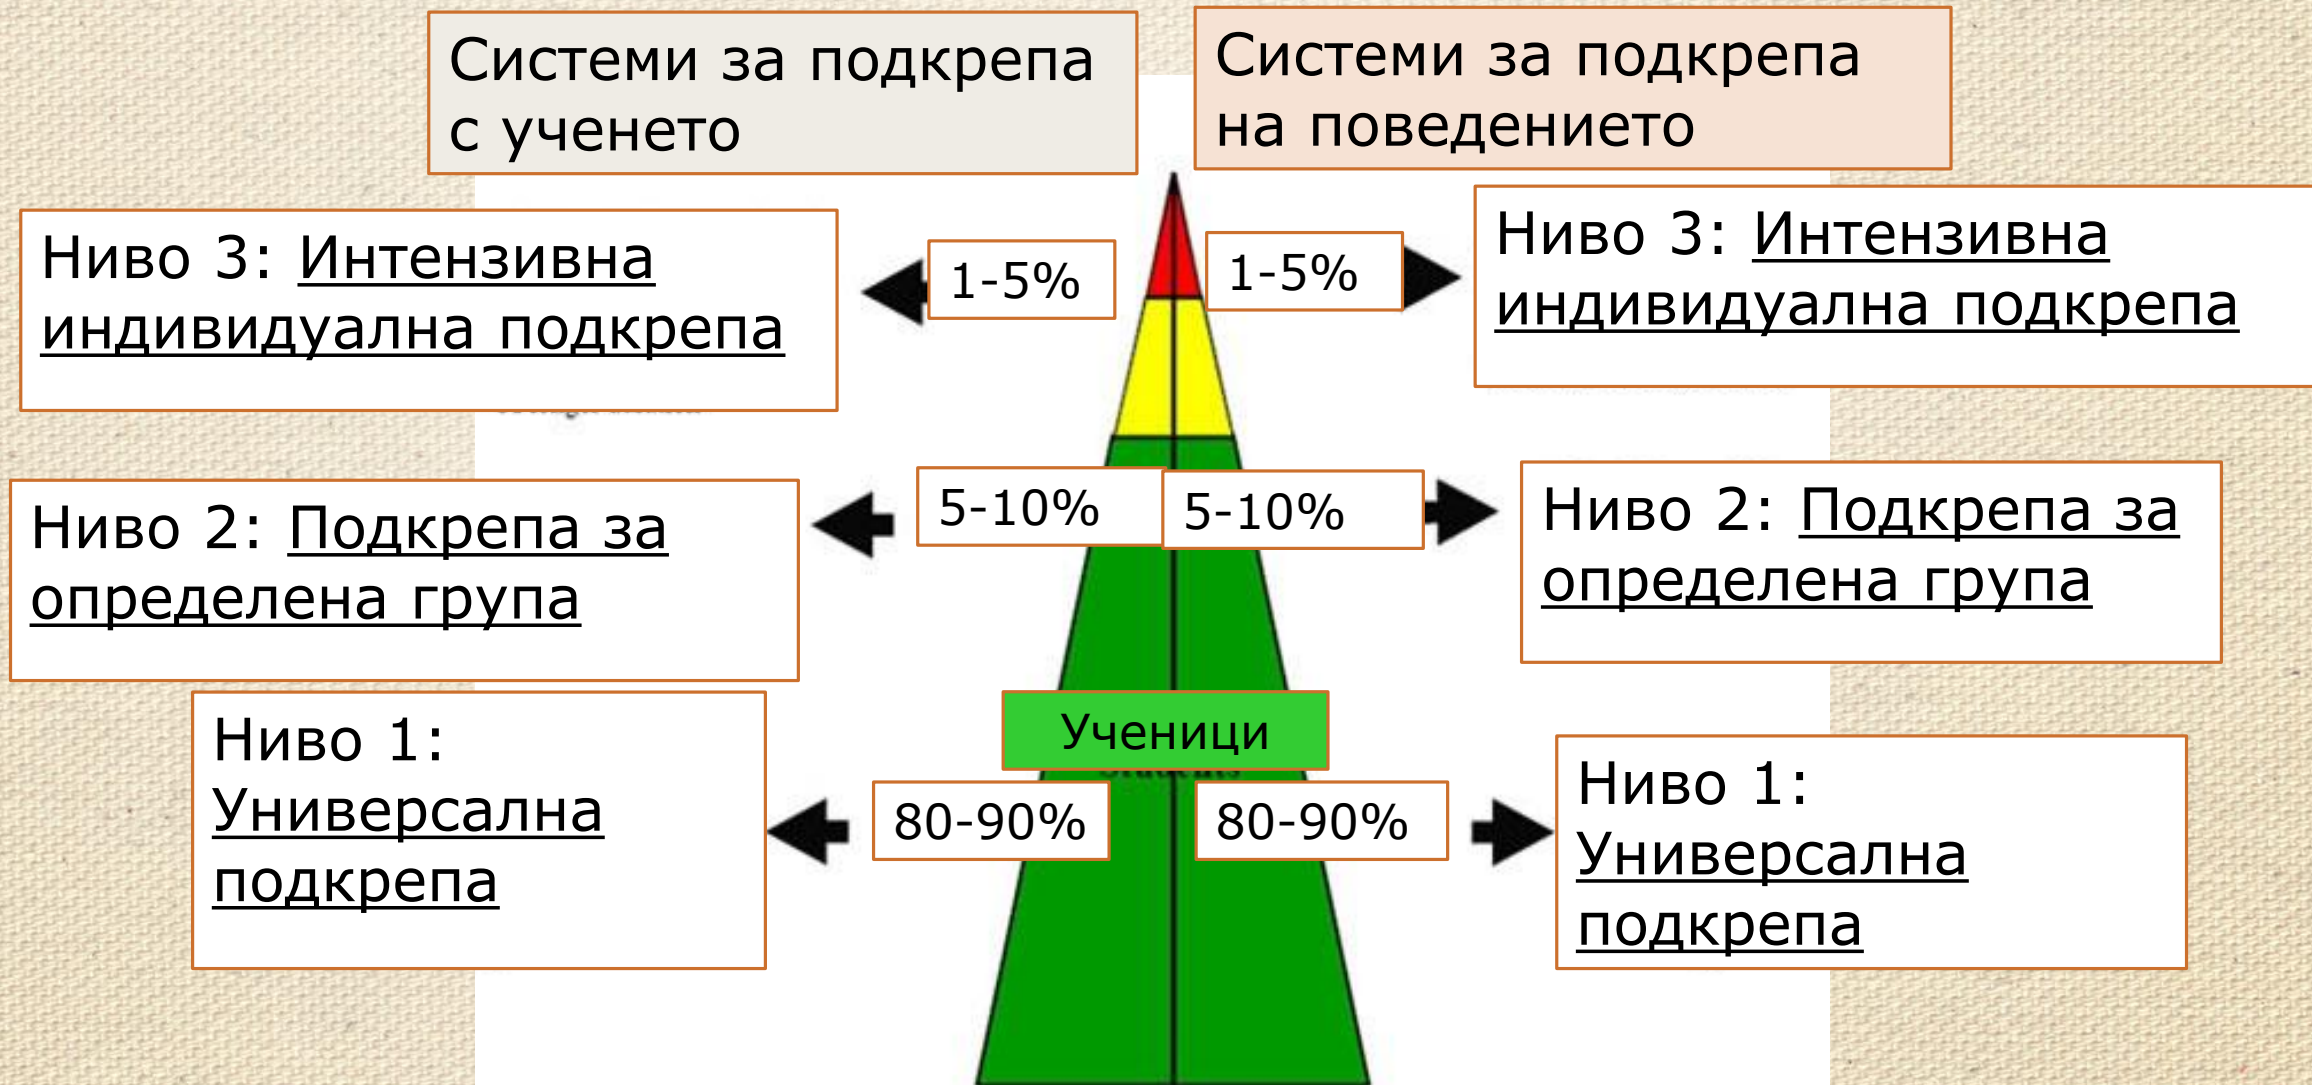 Системи за подкрепа
с ученето
Системи за подкрепа
на поведението
Ниво 3: Интензивна
индивидуална подкрепа
1-5%
1-5%
Ниво 3: Интензивна
индивидуална подкрепа
Ниво 2: Подкрепа за
определена група
5-10%
5-10%
Ниво 2: Подкрепа за
определена група
Ниво 1:
Универсална
подкрепа
Ученици
80-90%
80-90%
Ниво 1:
Универсална
подкрепа